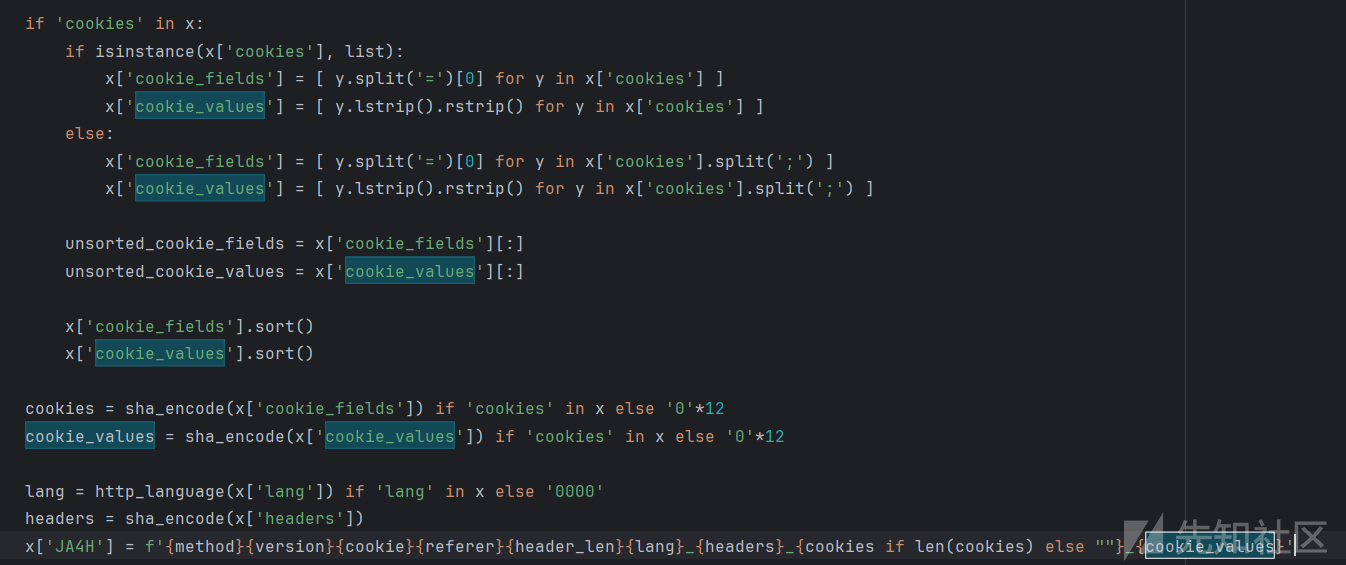 if 'cookies' in x:
    if isinstance(x['cookies'], list):
        x['cookie_fields'] = [ y.split('=')[0] for y in x['cookies'] ]
        x['cookie_values'] = [ y.lstrip().rstrip() for y in x['cookies'] ]
    else:
        x['cookie_fields'] = [ y.split('=')[0] for y in x['cookies'].split(';') ]
        x['cookie_values'] = [ y.lstrip().rstrip() for y in x['cookies'].split(';') ]
    unsorted_cookie_fields = x['cookie_fields'][:]
    unsorted_cookie_values = x['cookie_values'][:]
    x['cookie_fields'].sort()
    x['cookie_values'].sort()
cookies = sha_encode(x['cookie_fields']) if 'cookies' in x else '0'*12
cookie_values = sha_encode(x['cookie_values']) if 'cookies' in x else '0'*12
lang = http_language(x['lang']) if 'lang' in x else '0000'
headers = sha_encode(x['headers'])
x['JA4H'] = f'{method}{version}{cookie}{referer}{header_len}{lang}_{headers}_{cookies if len(cookies) else ""}_{cookie_values}'
先知社区